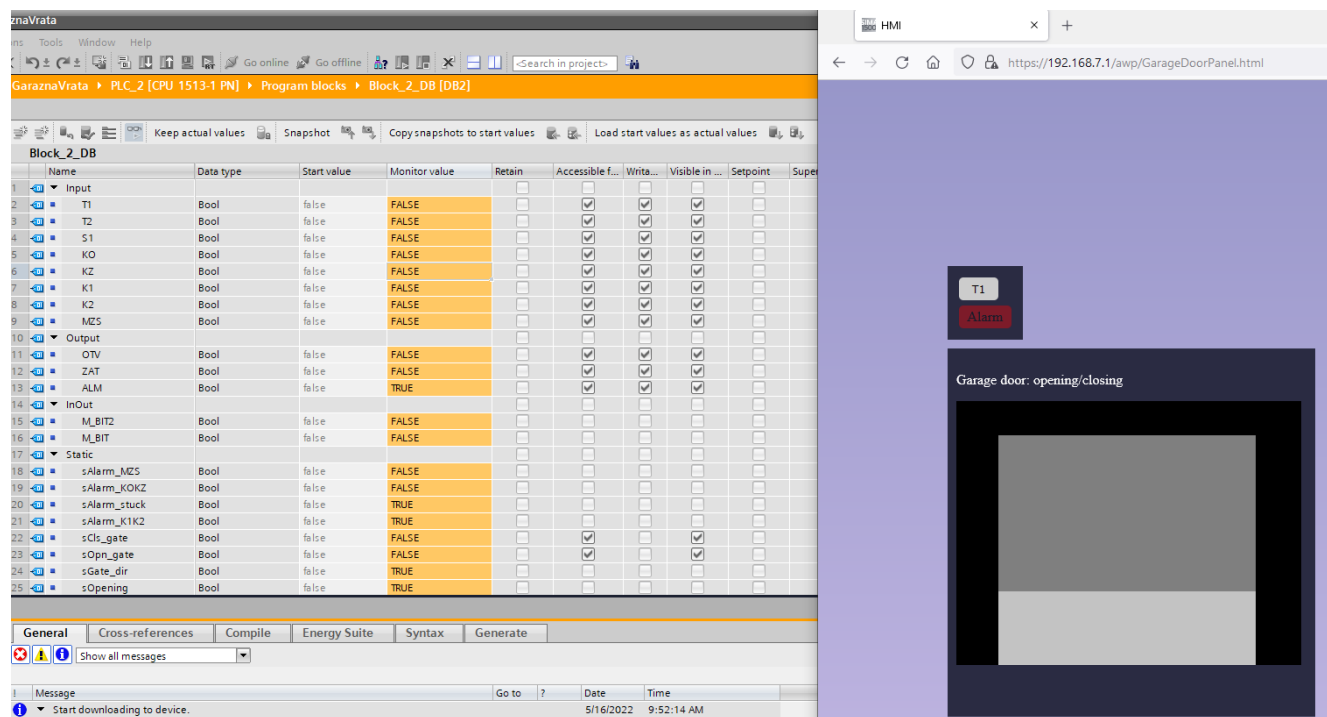 znaVrata
ons Tools Window Help
Go online Go offline <Search in project>
GaraznaVrata PLC_2 [CPU 1513-1 PN] Program blocks Block_2_DB [DB2]
Keep actual values Snapshot Copy snapshots to start values Load start values as actual values
Block_2_DB
Name Data type Start value Monitor value Retain Accessible f... Writa... Visible in ... Setpoint Super
1 Input
2 T1 Bool false FALSE
3 T2 Bool false FALSE
4 S1 Bool false FALSE
5 KO Bool false FALSE
6 KZ Bool false FALSE
7 K1 Bool false FALSE
8 K2 Bool false FALSE
9 MZS Bool false FALSE
10 Output
11 OTV Bool false FALSE
12 ZAT Bool false FALSE
13 ALM Bool false TRUE
14 InOut
15 M_BIT2 Bool false FALSE
16 M_BIT Bool false FALSE
17 Static
18 sAlarm_MZS Bool false FALSE
19 sAlarm_KOKZ Bool false FALSE
20 sAlarm_stuck Bool false TRUE
21 sAlarm_K1K2 Bool false TRUE
22 sCls_gate Bool false FALSE
23 sOpn_gate Bool false FALSE
24 sGate_dir Bool false TRUE
25 sOpening Bool false TRUE
General Cross-references Compile Energy Suite Syntax Generate
Show all messages
! Message Go to ? Date Time
Start downloading to device. 5/16/2022 9:52:14 AM
HMI
https://192.168.7.1/awp/GarageDoorPanel.html
T1
Alarm
Garage door: opening/closing